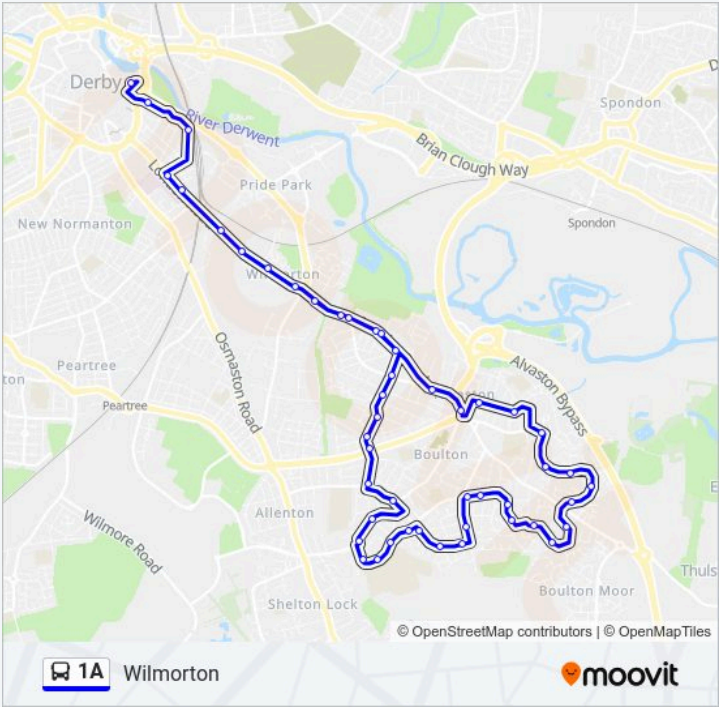 Derby
River Derwent
Spondon
Brian Clough Way
Pride Park
New Normanton
Spondon
Wilmorton
Osmaston Road
Peartree
Alvaston Bypass
Peartree
Boulton
Allenton
Wilmore Road
Boulton Moor
Shelton Lock
© OpenStreetMap contributors | © OpenMapTiles
1A Wilmorton
moovit